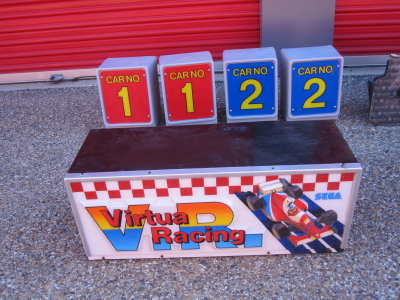 CAR NO.
1
CAR NO.
1
CAR NO.
2
CAR NO.
2
V.R.
Virtua
Racing
SEGA